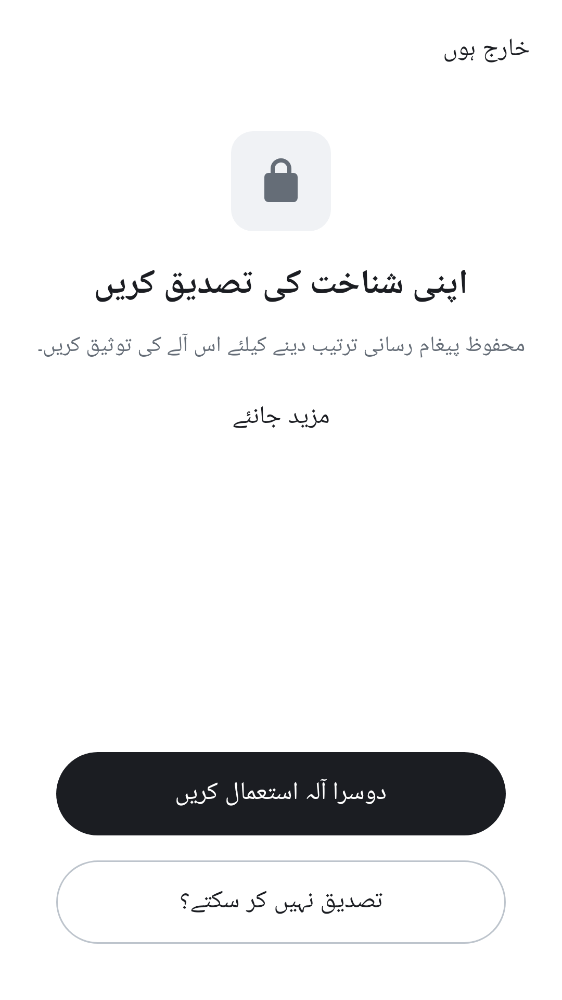 خارج ہوں
اپنی شناخت کی تصدیق کریں
محفوظ پیغام رسانی ترتیب دینے کیلئے اس آلے کی توثیق کریں۔
مزید جانئے
دوسرا آلہ استعمال کریں
تصدیق نہیں کر سکتے؟